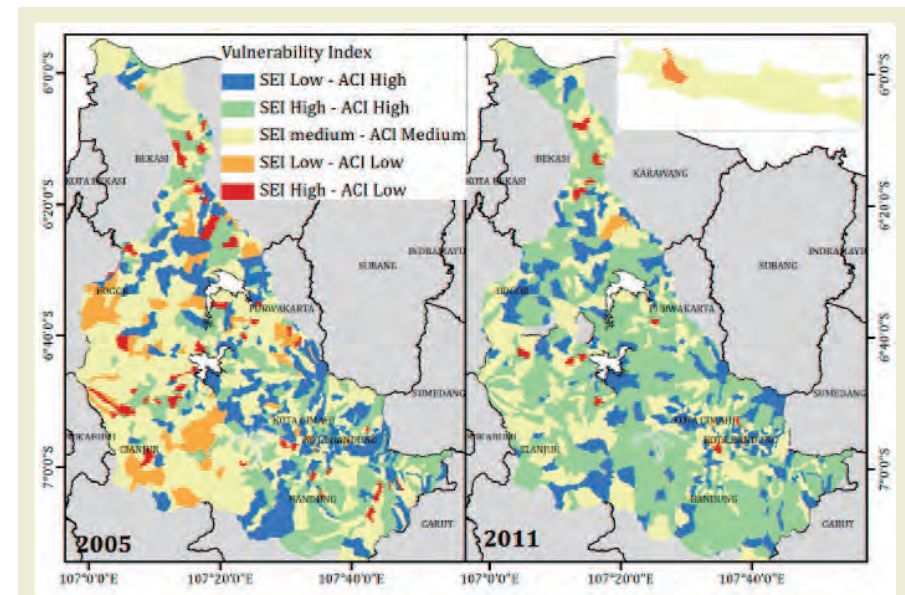 Vulnerability Index
SEI Low - ACI High
SEI High - ACI High
SEI medium - ACI Medium
SEI Low - ACI Low
SEI High - ACI Low
6°0'0"S
6°20'0"S
6°40'0"S
7°0'0"S
BEKASI
KOTA BEKASI
BOGOR
PURWAKARTA
KARAWANG
SUBANG
INDRAMAYU
SUMEDANG
KOTA CIMAHI
KOTA BANDUNG
CIANJUR
BANDUNG
GARUT
2005
107°0'0"E
107°20'0"E
107°40'0"E
BEKASI
KOTA BEKASI
KARAWANG
SUBANG
INDRAMAYU
BOGOR
PURWAKARTA
SUMEDANG
KOTA CIMAHI
KOTA BANDUNG
CIANJUR
BANDUNG
GARUT
2011
6°0'0"S
6°20'0"S
6°40'0"S
7°0'0"S
107°0'0"E
107°20'0"E
107°40'0"E